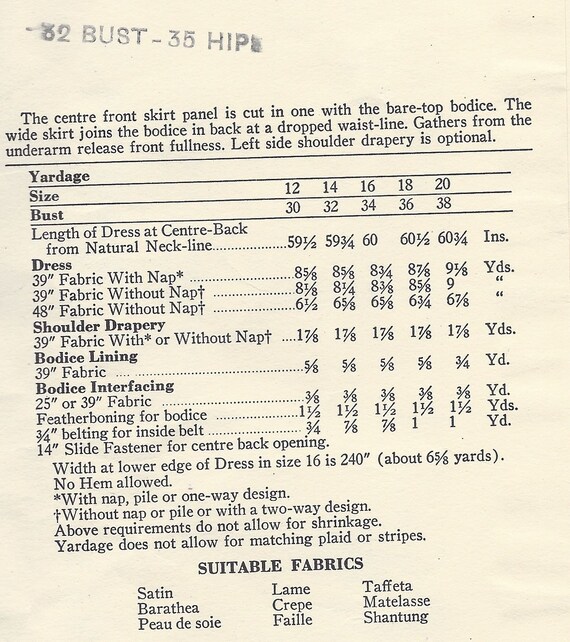 32 BUST - 35 HIPS
The centre front skirt panel is cut in one with the bare-top bodice. The
wide skirt joins the bodice in back at a dropped waist-line. Gathers from the
underarm release front fullness. Left side shoulder drapery is optional.
Yardage
Size 12 14 16 18 20
Bust 30 32 34 36 38
Length of Dress at Centre-Back
from Natural Neck-line.................59½ 59¾ 60 60½ 60¾ Ins.
Dress
39" Fabric With Nap* ....................8⅝ 8⅝ 8¾ 8⅞ 9⅛ Yds.
39" Fabric Without Nap† ................8⅛ 8¼ 8⅜ 8⅝ 9 “
48" Fabric Without Nap† ................6½ 6⅝ 6⅝ 6¾ 6⅞ “
Shoulder Drapery
39" Fabric With* or Without Nap† ....1⅞ 1⅞ 1⅞ 1⅞ 1⅞ Yds.
Bodice Lining
39" Fabric .... ..............................⅝ ⅝ ⅝ ⅝ ¾ Yd.
Bodice Interfacing
25" or 39" Fabric ..........................⅜ ⅜ ⅜ ⅜ ⅜ Yd.
Featherboning for bodice ................1½ 1½ 1½ 1½ 1½ Yds.
¾" belting for inside belt .................¾ ⅞ ⅞ 1 1 Yd.
14" Slide Fastener for centre back opening.
Width at lower edge of Dress in size 16 is 240" (about 6⅝ yards).
No Hem allowed.
*With nap, pile or one-way design.
†Without nap or pile or with a two-way design.
Above requirements do not allow for shrinkage.
Yardage does not allow for matching plaid or stripes.
SUITABLE FABRICS
Satin Lame Taffeta
Barathea Crepe Matelasse
Peau de soie Faille Shantung